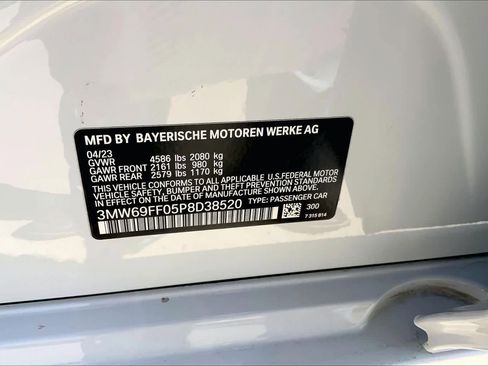 MFD BY BAYERISCHE MOTOREN WERKE AG
04/23
GVWR 4586 lbs 2080 kg
GAWR FRONT 2161 lbs 980 kg
GAWR REAR 2579 lbs 1170 kg
THIS VEHICLE CONFORMS TO ALL APPLICABLE U.S.FEDERAL MOTOR
VEHICLE SAFETY, BUMPER AND THEFT PREVENTION STANDARDS
IN EFFECT ON THE DATE OF MANUFACTURE SHOWN ABOVE.
3MW69FF05P8D38520 TYPE: PASSENGER CAR
300
7 315 814